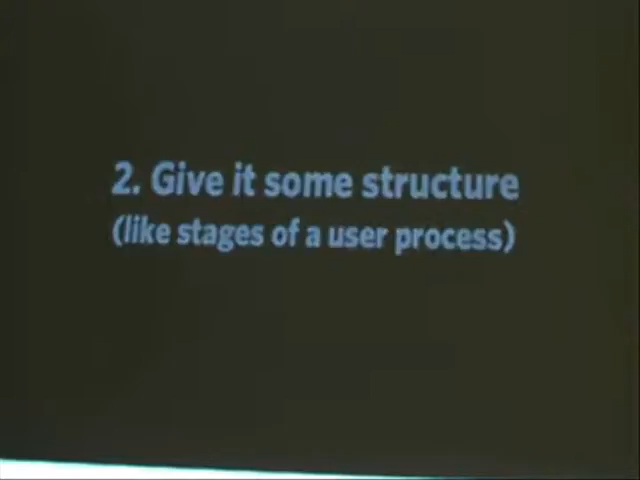 2. Give it some structure
(like stages of a user process)